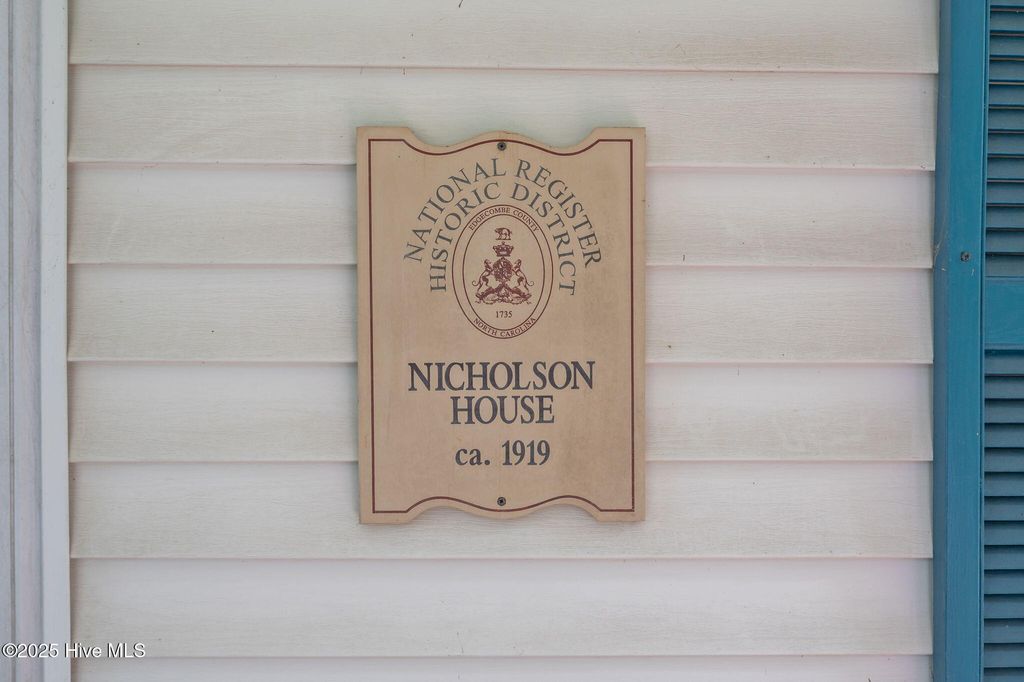 NATIONAL REGISTER
HISTORIC DISTRICT
EDGECOMBE COUNTY
1735
NORTH CAROLINA
NICHOLSON
HOUSE
ca. 1919
©2025 Hive MLS